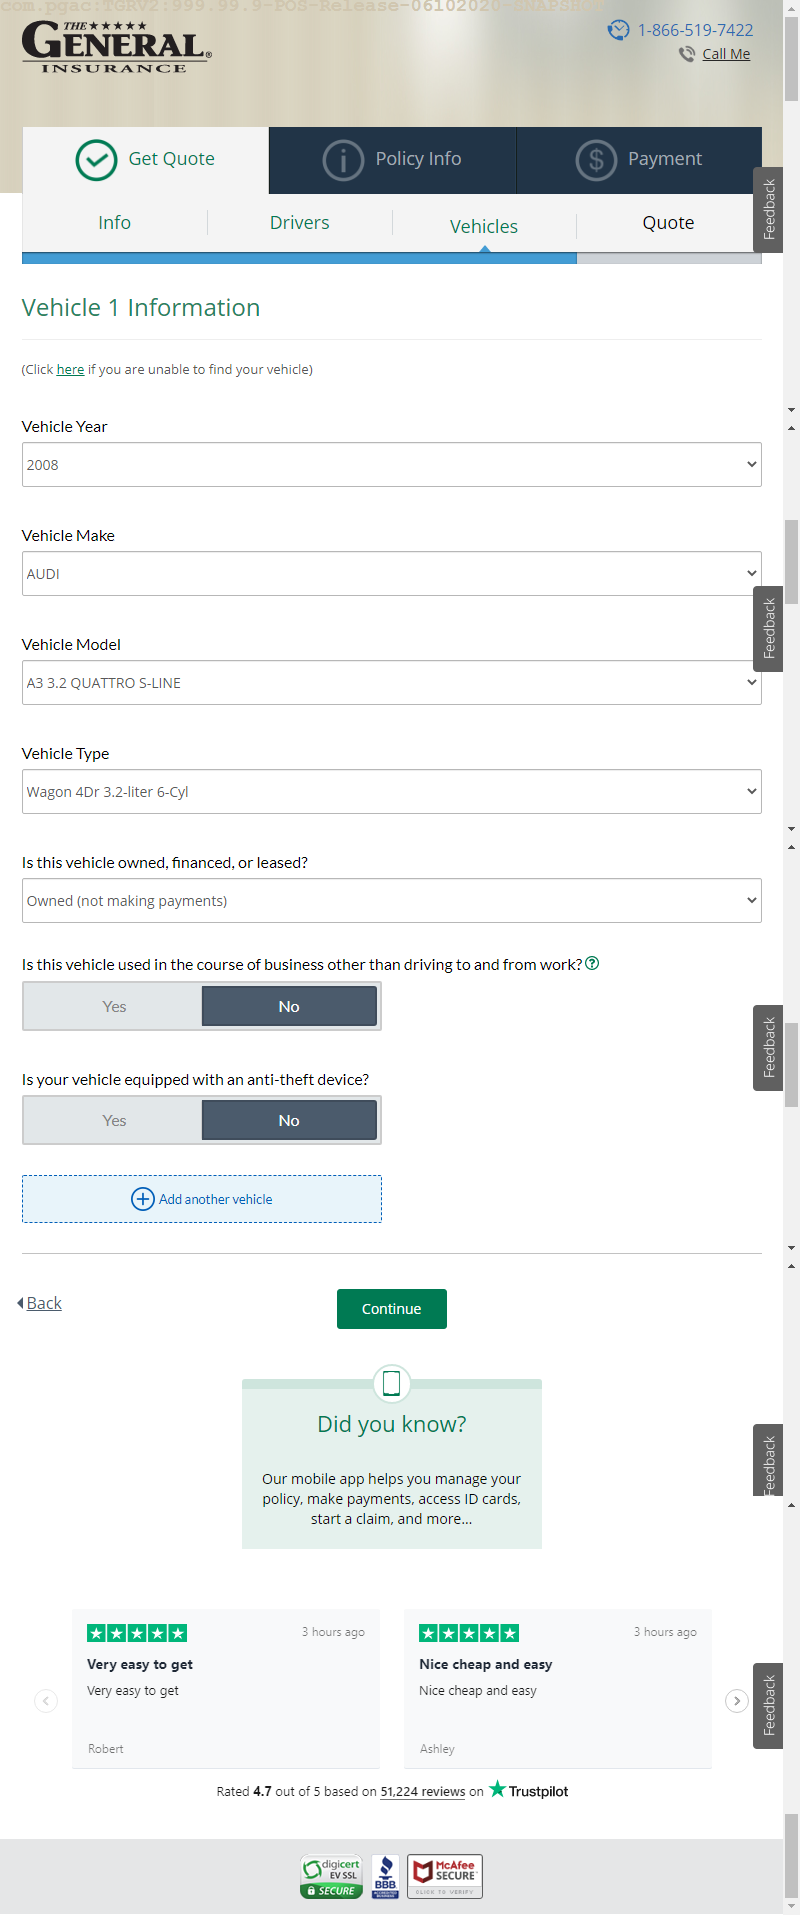 com.pgac:TGRV2:999.99.9-POS-Release-06102020-SNAPSHOT
THE
GENERAL®
INSURANCE
1-866-519-7422
Call Me
Get Quote
Policy Info
Payment
Info
Drivers
Vehicles
Quote
Feedback
Vehicle 1 Information
(Click here if you are unable to find your vehicle)
Vehicle Year
2008
Vehicle Make
AUDI
Feedback
Vehicle Model
A3 3.2 QUATTRO S-LINE
Vehicle Type
Wagon 4Dr 3.2-liter 6-Cyl
Is this vehicle owned, financed, or leased?
Owned (not making payments)
Is this vehicle used in the course of business other than driving to and from work?
Yes
No
Feedback
Is your vehicle equipped with an anti-theft device?
Yes
No
Add another vehicle
Back
Continue
Did you know?
Our mobile app helps you manage your
policy, make payments, access ID cards,
start a claim, and more...
Feedback
3 hours ago
Very easy to get
Very easy to get
Robert
3 hours ago
Nice cheap and easy
Nice cheap and easy
Ashley
Feedback
Rated 4.7 out of 5 based on 51,224 reviews on Trustpilot
digicert
EV SSL
SECURE
BBB
ACCREDITED
BUSINESS
McAfee
SECURE
CLICK TO VERIFY